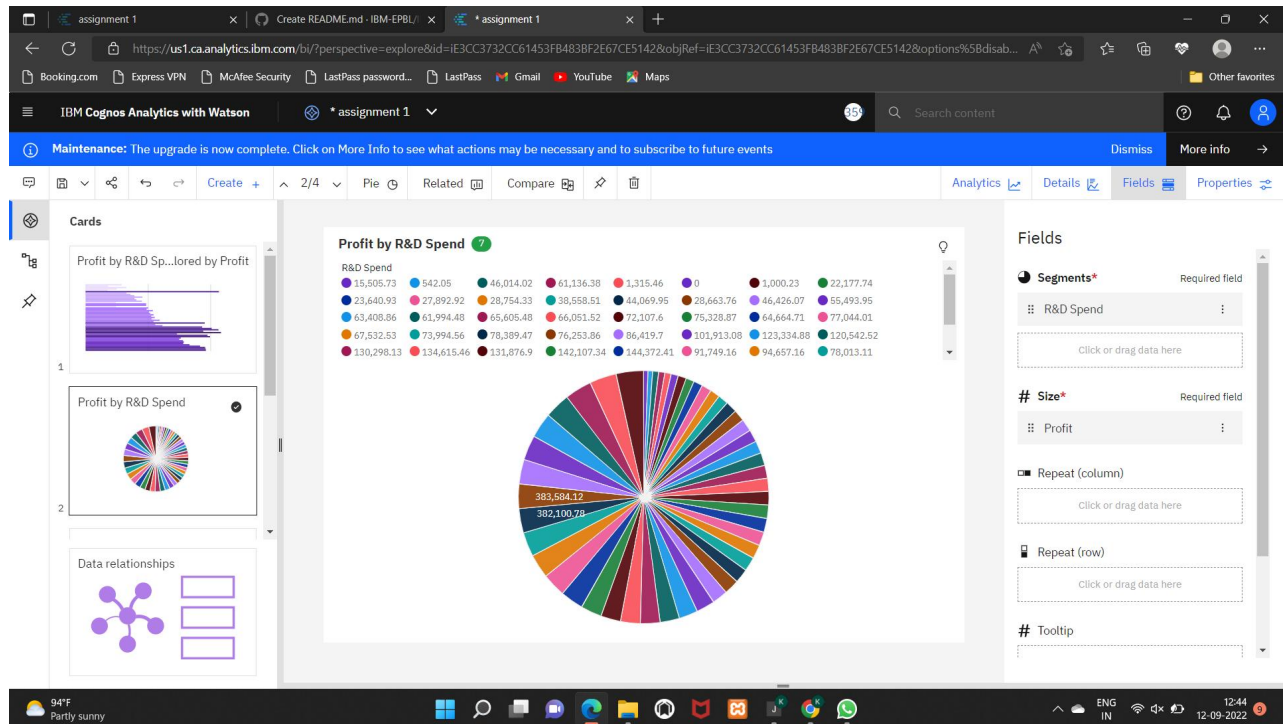 assignment 1
Create README.md · IBM-EPBL/
* assignment 1
https://us1.ca.analytics.ibm.com/bi/?perspective=explore&id=iE3CC3732CC61453FB483BF2E67CE5142&objRef=iE3CC3732CC61453FB483BF2E67CE5142&options%5Bdisab...
Booking.com Express VPN McAfee Security LastPass password... LastPass Gmail YouTube Maps Other favorites
IBM Cognos Analytics with Watson * assignment 1 359 Search content
Maintenance: The upgrade is now complete. Click on More Info to see what actions may be necessary and to subscribe to future events Dismiss More info
Create + 2/4 Pie Related Compare Analytics Details Fields Properties
Cards
Profit by R&D Sp...lored by Profit
1
Profit by R&D Spend
2
Data relationships
Profit by R&D Spend 7
R&D Spend
15,505.73 542.05 46,014.02 61,136.38 1,315.46 0 1,000.23 22,177.74
23,640.93 27,892.92 28,754.33 38,558.51 44,069.95 28,663.76 46,426.07 55,493.95
63,408.86 61,994.48 65,605.48 66,051.52 72,107.6 75,328.87 64,664.71 77,044.01
67,532.53 73,994.56 78,389.47 76,253.86 86,419.7 101,913.08 123,334.88 120,542.52
130,298.13 134,615.46 131,876.9 142,107.34 144,372.41 91,749.16 94,657.16 78,013.11
383,584.12
382,100.78
Fields
Segments* Required field
R&D Spend
Click or drag data here
# Size* Required field
Profit
Click or drag data here
Repeat (column)
Click or drag data here
Repeat (row)
Click or drag data here
# Tooltip
94°F
Partly sunny
ENG
IN
12:44
12-09-2022
9